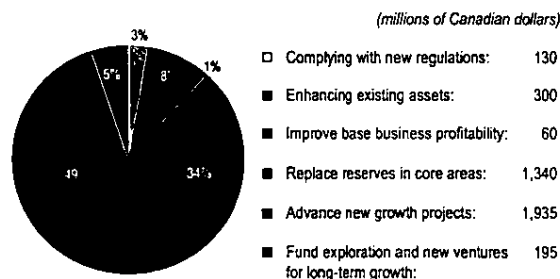 (millions of Canadian dollars)
3%
5%
8%
1%
49
34%
Complying with new regulations: 130
Enhancing existing assets: 300
Improve base business profitability: 60
Replace reserves in core areas: 1,340
Advance new growth projects: 1,935
Fund exploration and new ventures 195
for long-term growth: